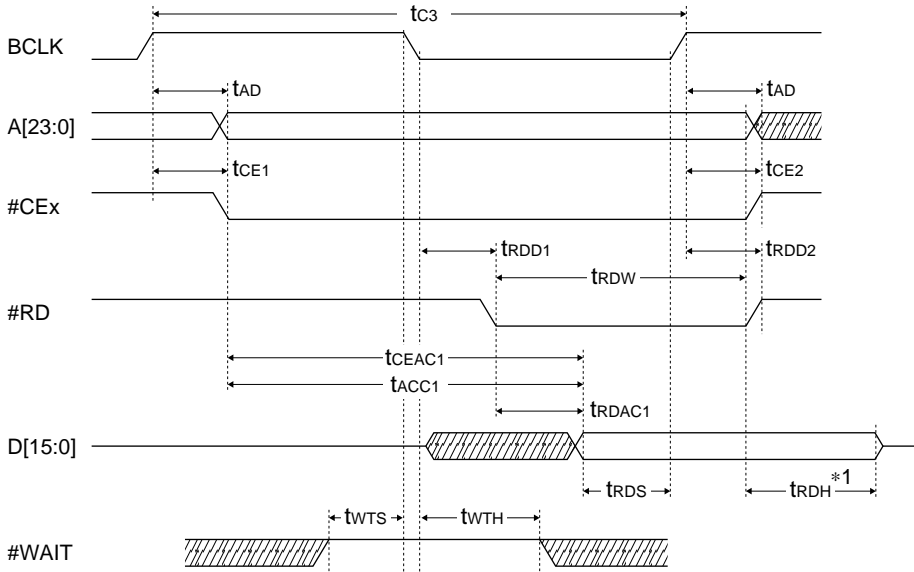 tC3
BCLK
tAD
tAD
A[23:0]
tCE1
tCE2
#CEx
tRDD1
tRDD2
tRDW
#RD
tCEAC1
tACC1
tRDAC1
D[15:0]
tRDS
tRDH*1
tWTS
tWTH
#WAIT